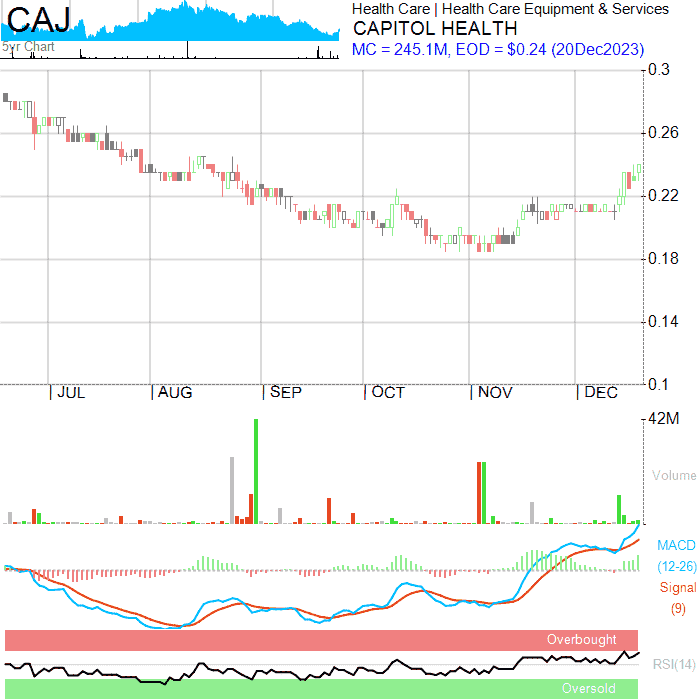 CAJ
5yr Chart
Health Care | Health Care Equipment & Services
CAPITOL HEALTH
MC = 245.1M, EOD = $0.24 (20Dec2023)
0.3
0.26
0.22
0.18
0.14
0.1
JUL AUG SEP OCT NOV DEC
42M
Volume
MACD
(12-26)
Signal
(9)
Overbought
RSI(14)
Oversold